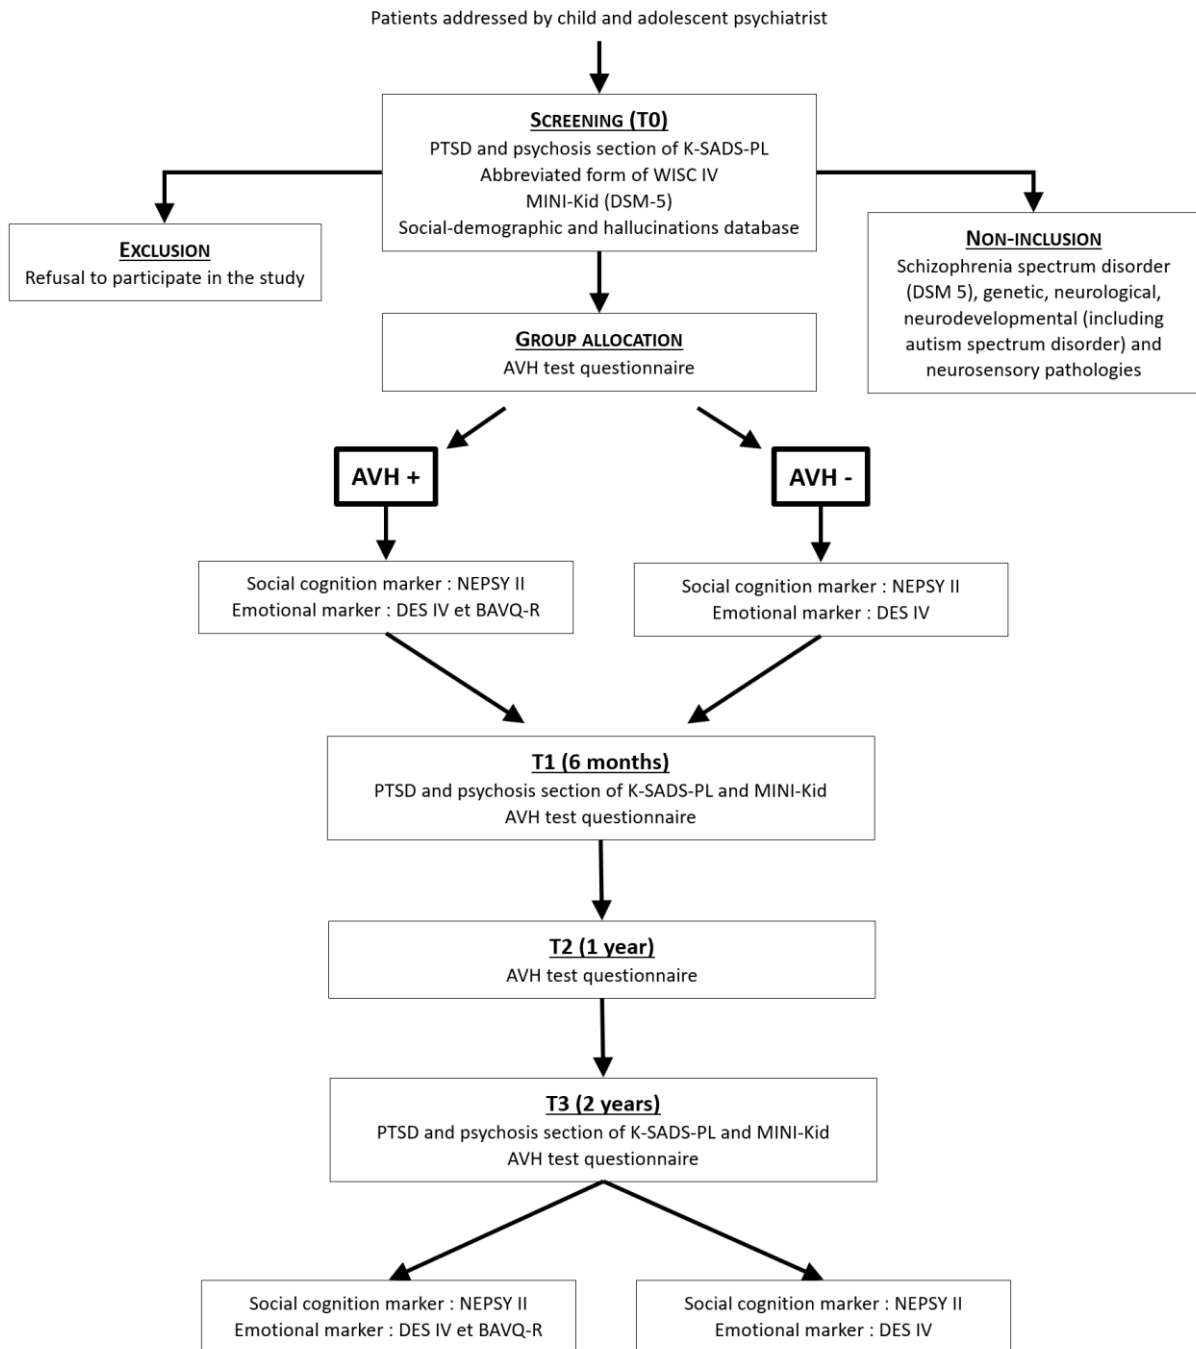 Patients addressed by child and adolescent psychiatrist
SCREENING (T0)
PTSD and psychosis section of K-SADS-PL
Abbreviated form of WISC IV
MINI-Kid (DSM-5)
Social-demographic and hallucinations database
EXCLUSION
Refusal to participate in the study
NON-INCLUSION
Schizophrenia spectrum disorder
(DSM 5), genetic, neurological,
neurodevelopmental (including
autism spectrum disorder) and
neurosensory pathologies
GROUP ALLOCATION
AVH test questionnaire
AVH +
AVH -
Social cognition marker : NEPSY II
Emotional marker : DES IV et BAVQ-R
Social cognition marker : NEPSY II
Emotional marker : DES IV
T1 (6 months)
PTSD and psychosis section of K-SADS-PL and MINI-Kid
AVH test questionnaire
T2 (1 year)
AVH test questionnaire
T3 (2 years)
PTSD and psychosis section of K-SADS-PL and MINI-Kid
AVH test questionnaire
Social cognition marker : NEPSY II
Emotional marker : DES IV et BAVQ-R
Social cognition marker : NEPSY II
Emotional marker : DES IV